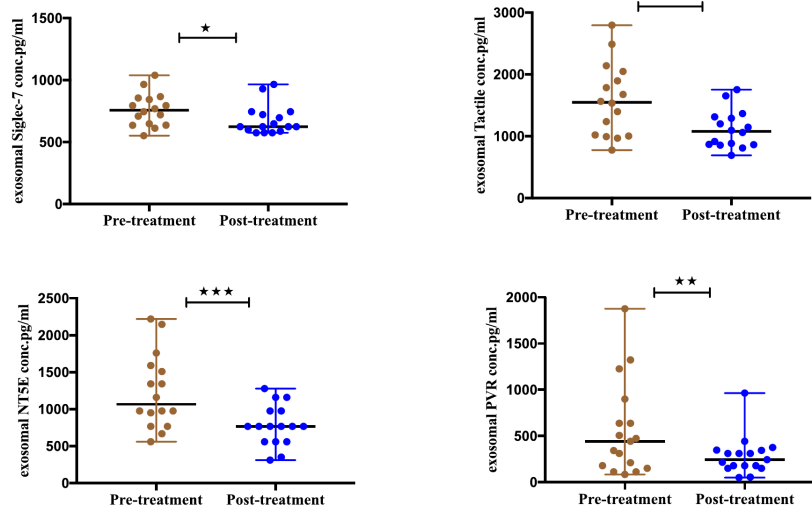 exosomal Siglec-7 conc.pg/ml
1500
1000
500
0
★
Pre-treatment
Post-treatment
exosomal Tactile conc.pg/ml
3000
2000
1000
0
Pre-treatment
Post-treatment
exosomal NT5E conc.pg/ml
2500
2000
1500
1000
500
0
★★★
Pre-treatment
Post-treatment
exosomal PVR conc.pg/ml
2000
1500
1000
500
0
★★
Pre-treatment
Post-treatment